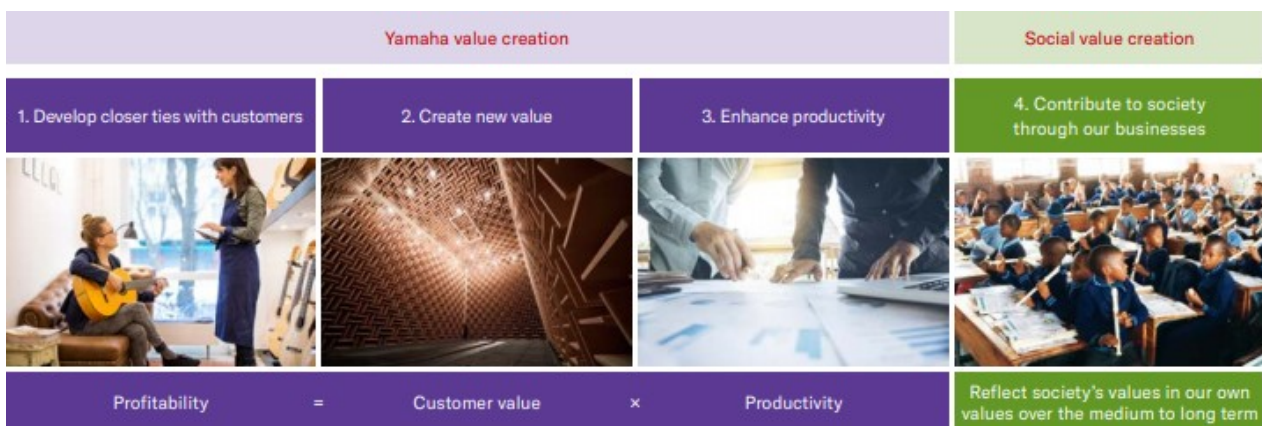 Yamaha value creation
Social value creation
1. Develop closer ties with customers
2. Create new value
3. Enhance productivity
4. Contribute to society
through our businesses
Profitability = Customer value × Productivity
Reflect society's values in our own
values over the medium to long term